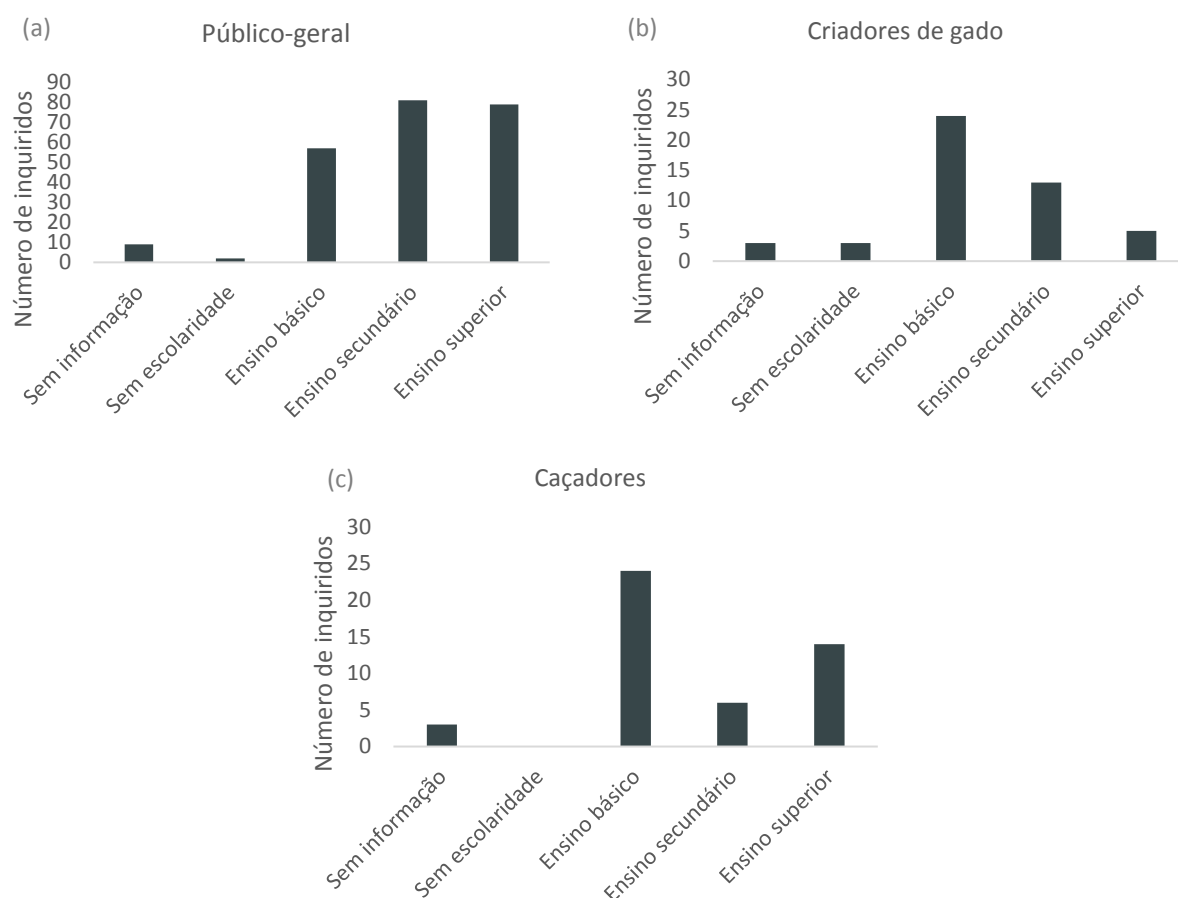 (a)
Público-geral
Número de inquiridos
90
80
70
60
50
40
30
20
10
0
Sem informação
Sem escolaridade
Ensino básico
Ensino secundário
Ensino superior
(b)
Criadores de gado
Número de inquiridos
30
25
20
15
10
5
0
Sem informação
Sem escolaridade
Ensino básico
Ensino secundário
Ensino superior
(c)
Caçadores
Número de inquiridos
30
25
20
15
10
5
0
Sem informação
Sem escolaridade
Ensino básico
Ensino secundário
Ensino superior